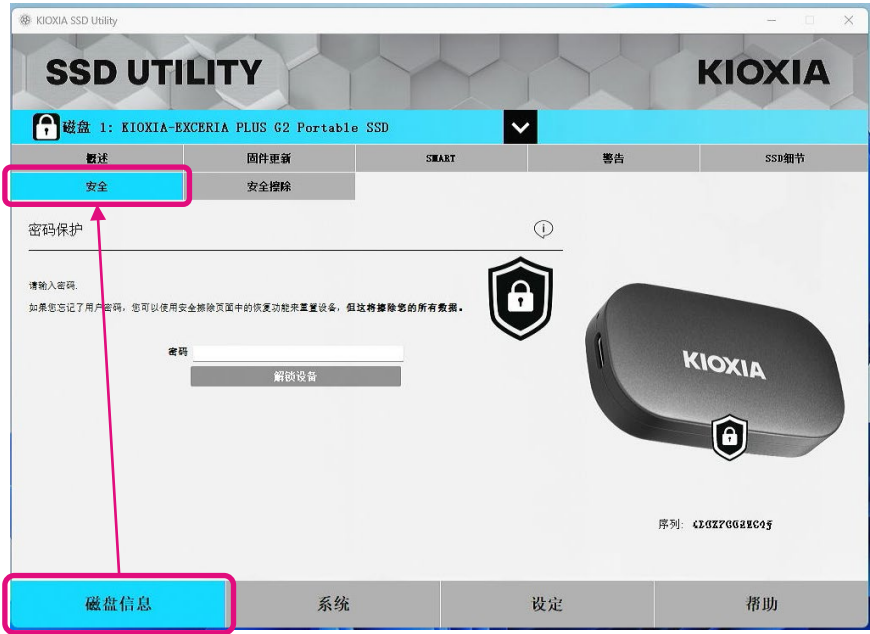 KIOXIA SSD Utility
SSD UTILITY
KIOXIA
磁盘 1: KIOXIA-EXCERIA PLUS G2 Portable SSD
概述 固件更新 SMART 警告 SSD细节
安全 安全擦除
密码保护
请输入密码.
如果您忘记了用户密码，您可以使用安全擦除页面中的恢复功能来重置设备，但这将擦除您的所有数据。
密码
解锁设备
KIOXIA
序列:
磁盘信息 系统 设定 帮助